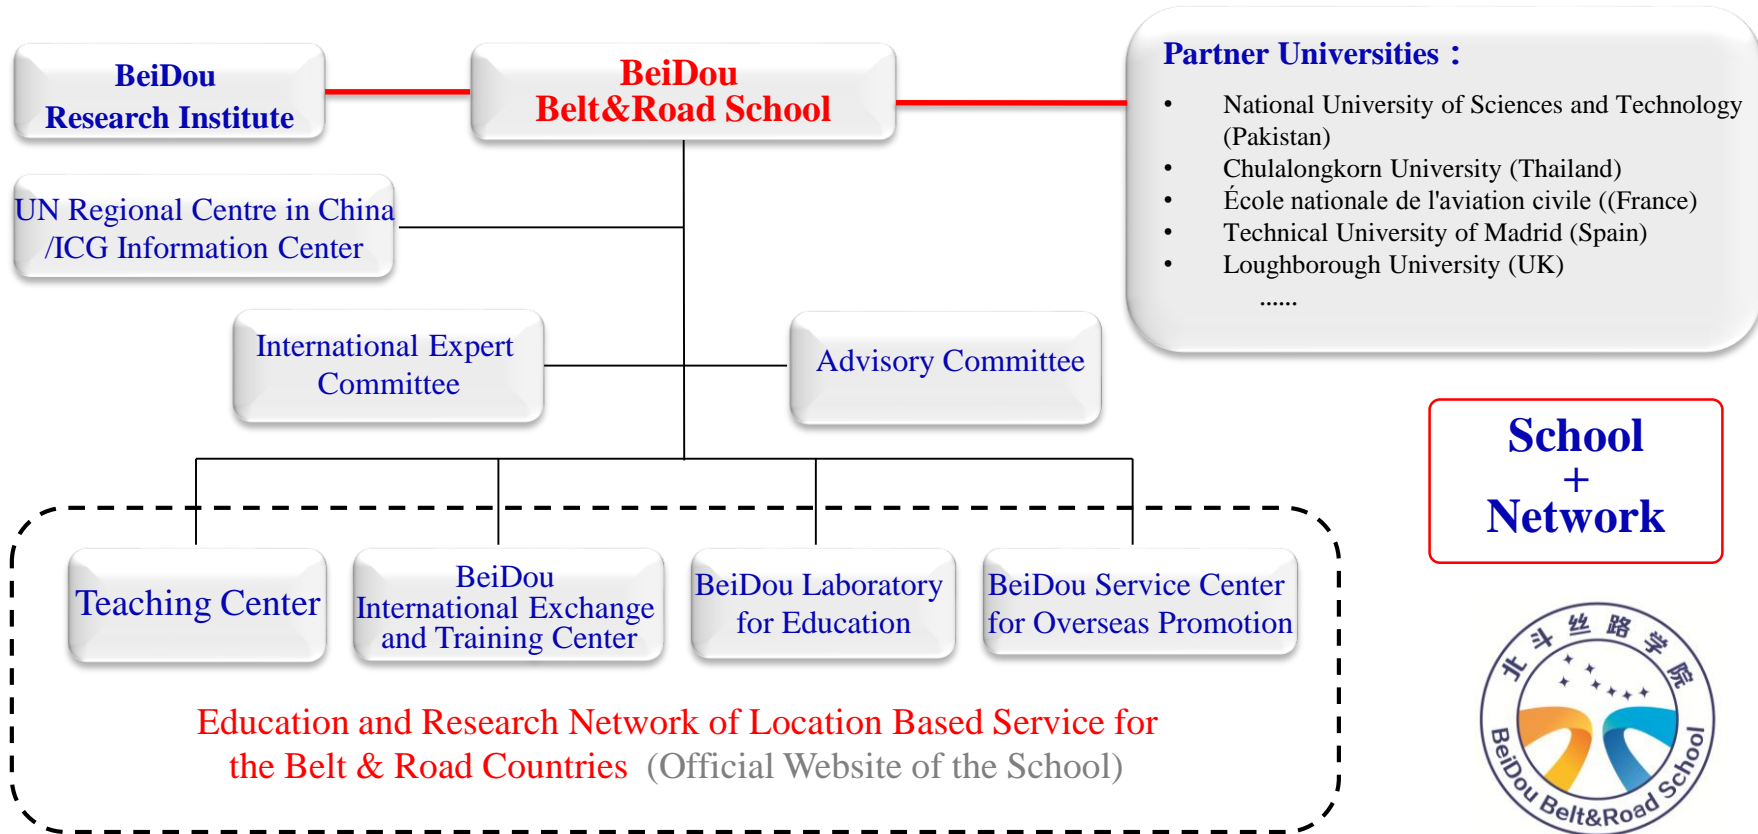 BeiDou
Research Institute
BeiDou
Belt&Road School
Partner Universities：
• National University of Sciences and Technology
(Pakistan)
• Chulalongkorn University (Thailand)
• École nationale de l'aviation civile ((France)
• Technical University of Madrid (Spain)
• Loughborough University (UK)
......
UN Regional Centre in China
/ICG Information Center
International Expert
Committee
Advisory Committee
School
+
Network
Teaching Center
BeiDou
International Exchange
and Training Center
BeiDou Laboratory
for Education
BeiDou Service Center
for Overseas Promotion
Education and Research Network of Location Based Service for
the Belt & Road Countries (Official Website of the School)
北斗丝路学院
BeiDou Belt&Road School